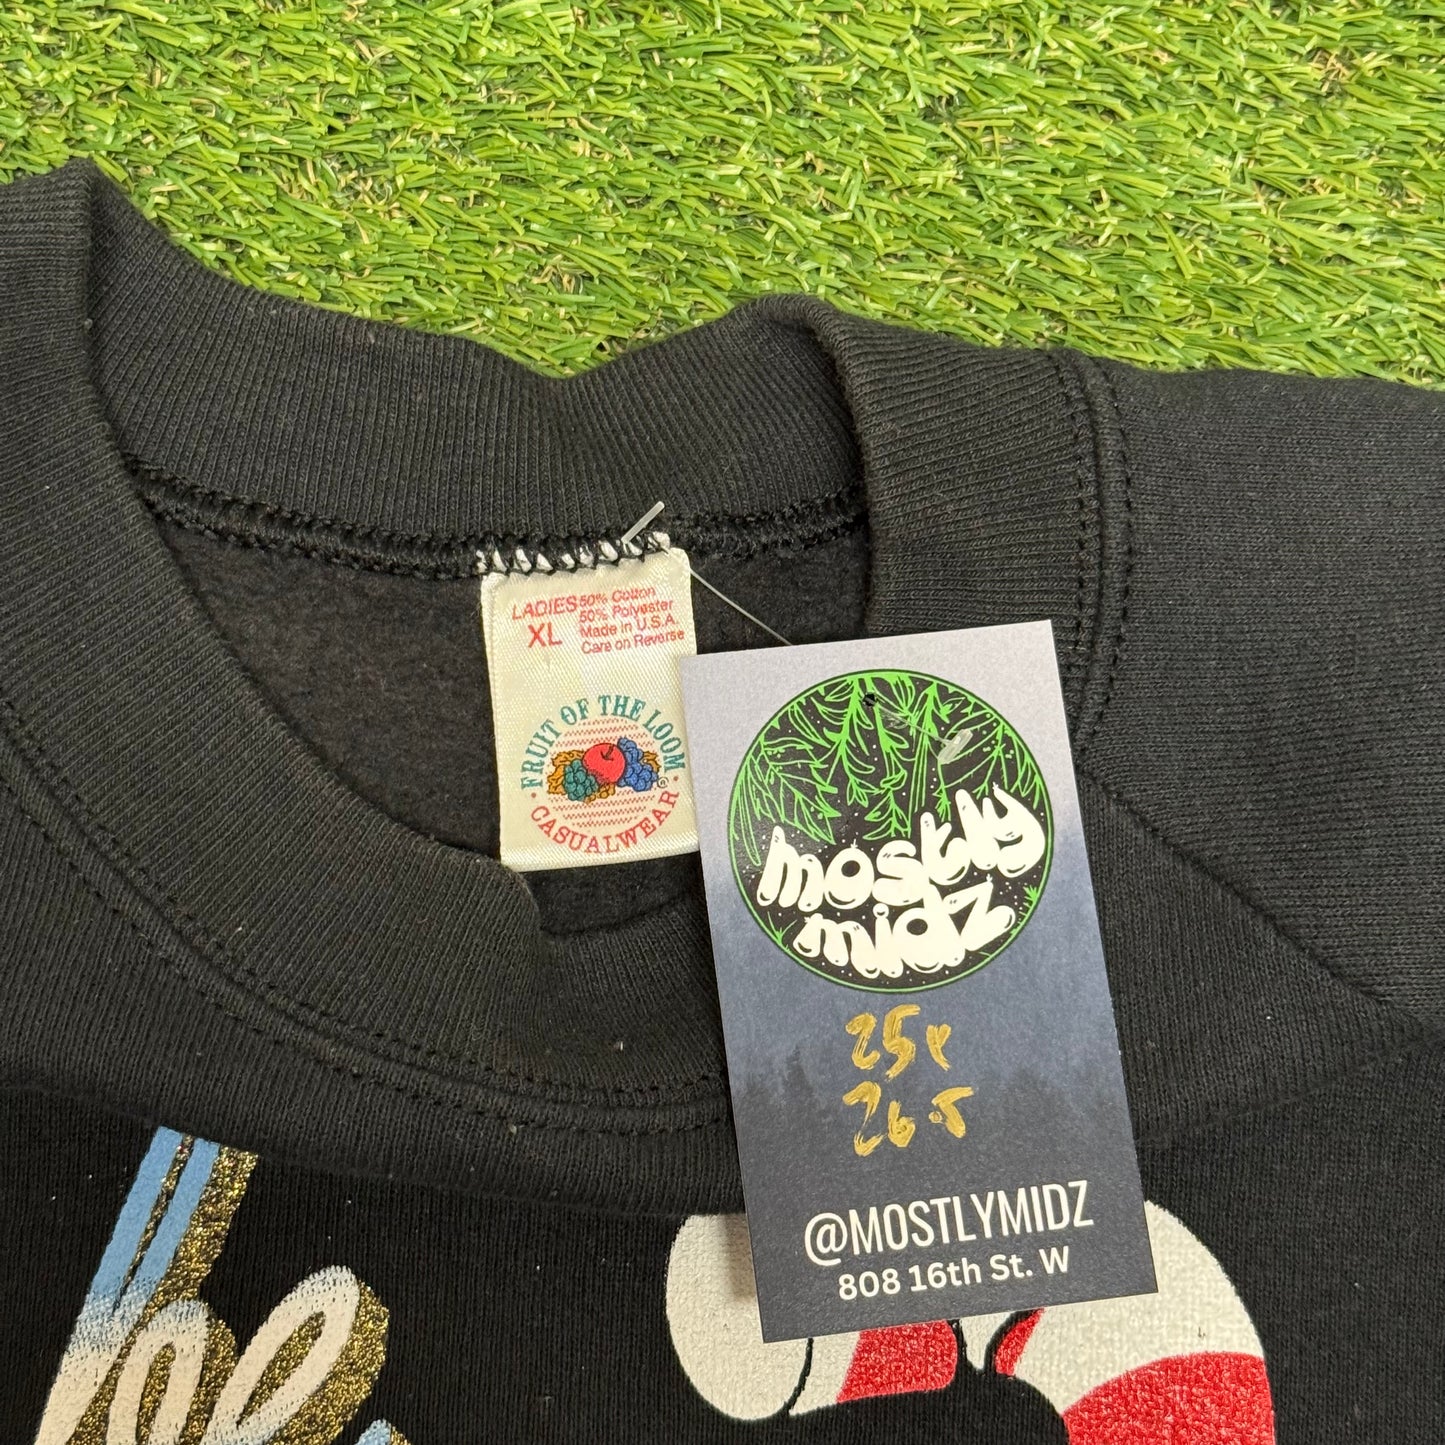 LADIES 50% Cotton
XL 50% Polyester
Made in U.S.A.
Care on Reverse
FRUIT OF THE LOOM
®
CASUALWEAR
mostly
midz
25x
26.5
@MOSTLYMIDZ
808 16th St. W
he